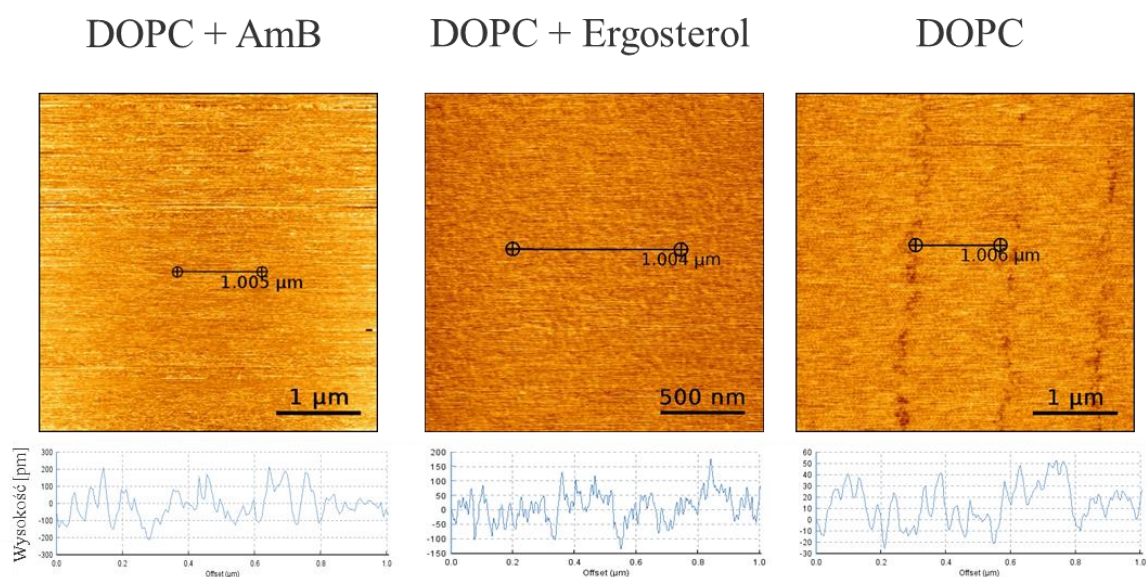 DOPC + AmB
DOPC + Ergosterol
DOPC
1.005 μm
1.004 μm
1.006 μm
1 μm
500 nm
1 μm
Wysokość [pm]
300
200
100
0
-100
-200
-300
0.0 0.2 0.4 0.6 0.8 1.0
Offset (μm)
200
150
100
50
0
-50
-100
-150
0.0 0.2 0.4 0.6 0.8 1.0
Offset (μm)
60
50
40
30
20
10
0
-10
-20
-30
0.0 0.2 0.4 0.6 0.8 1.0
Offset (μm)